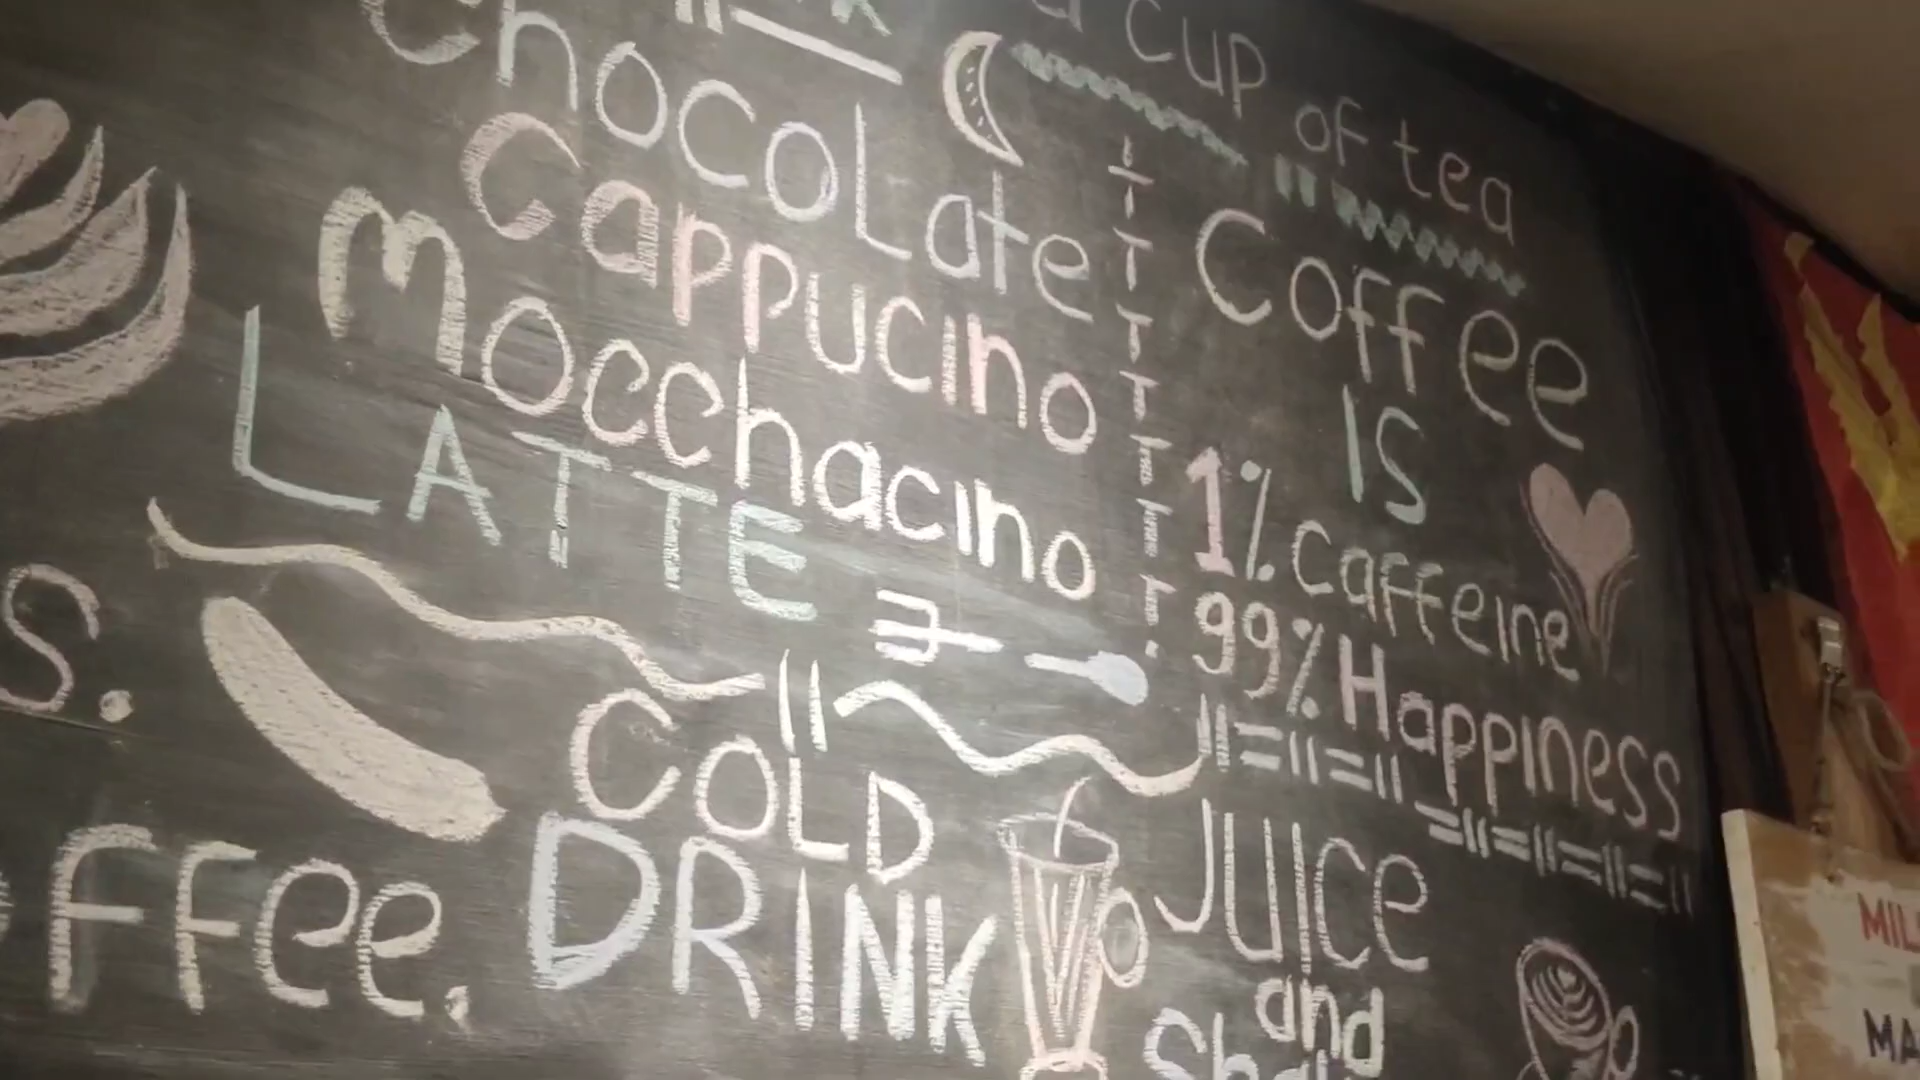 a cup
of tea
Chocolate
Cappucino
Mocchacino
LATTE
Coffee
IS
1% caffeine
99% Happiness
S.
ffee.
COLD
DRINK
JUICE
and